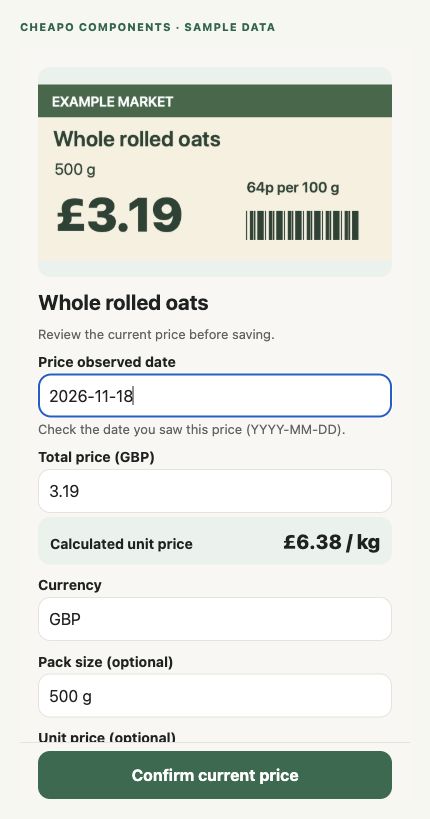 CHEAPO COMPONENTS · SAMPLE DATA
EXAMPLE MARKET
Whole rolled oats
500 g
£3.19
64p per 100 g
Whole rolled oats
Review the current price before saving.
Price observed date
2026-11-18
Check the date you saw this price (YYYY-MM-DD).
Total price (GBP)
3.19
Calculated unit price £6.38 / kg
Currency
GBP
Pack size (optional)
500 g
Unit price (optional)
Confirm current price